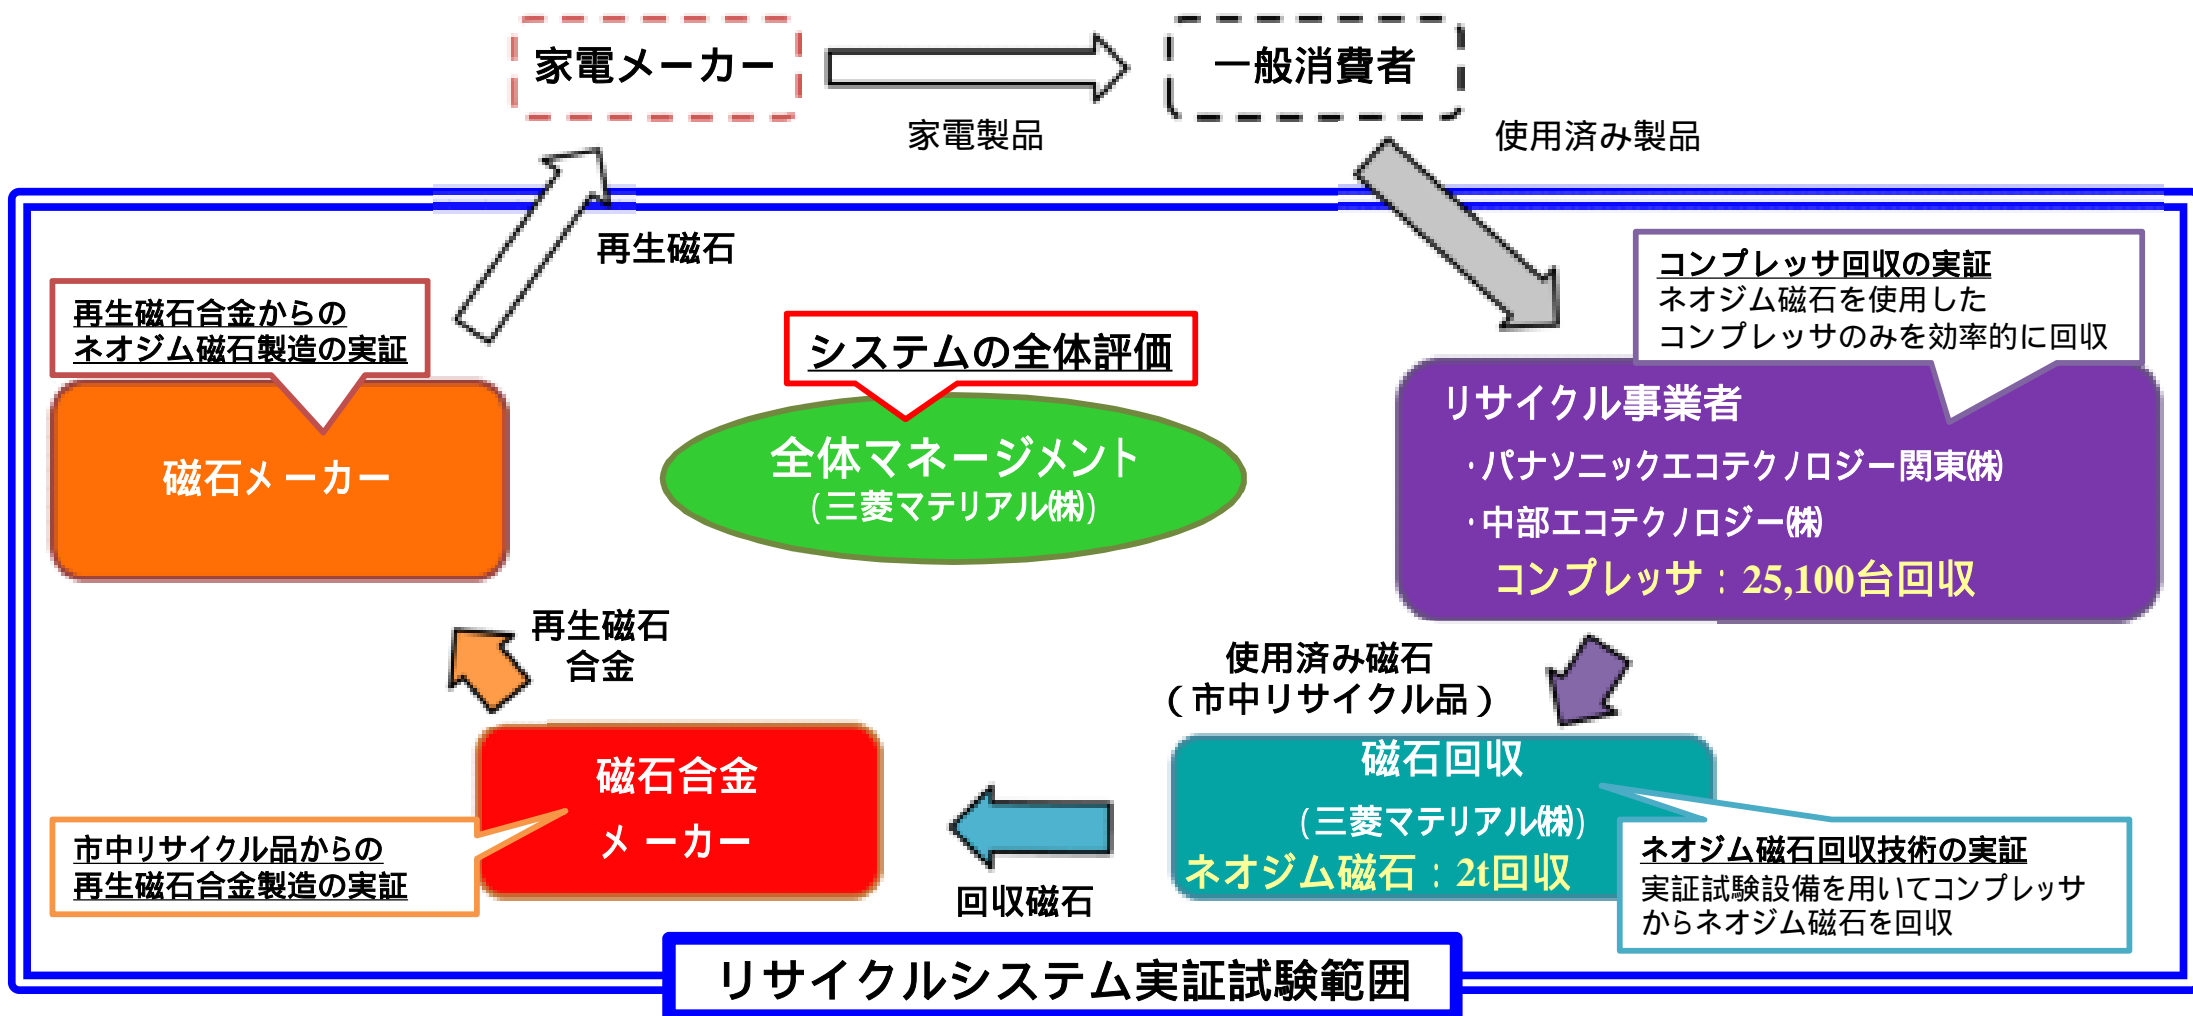 家電メーカー
一般消費者
家電製品
使用済み製品
再生磁石
コンプレッサ回収の実証
ネオジム磁石を使用した
コンプレッサのみを効率的に回収
再生磁石合金からの
ネオジム磁石製造の実証
システムの全体評価
リサイクル事業者
・パナソニックエコテクノロジー関東㈱
・中部エコテクノロジー㈱
コンプレッサ：25,100台回収
磁石メーカー
全体マネージメント
(三菱マテリアル㈱)
再生磁石
合金
使用済み磁石
（市中リサイクル品）
磁石合金
メーカー
磁石回収
(三菱マテリアル㈱)
ネオジム磁石：2t回収
市中リサイクル品からの
再生磁石合金製造の実証
回収磁石
ネオジム磁石回収技術の実証
実証試験設備を用いてコンプレッサ
からネオジム磁石を回収
リサイクルシステム実証試験範囲